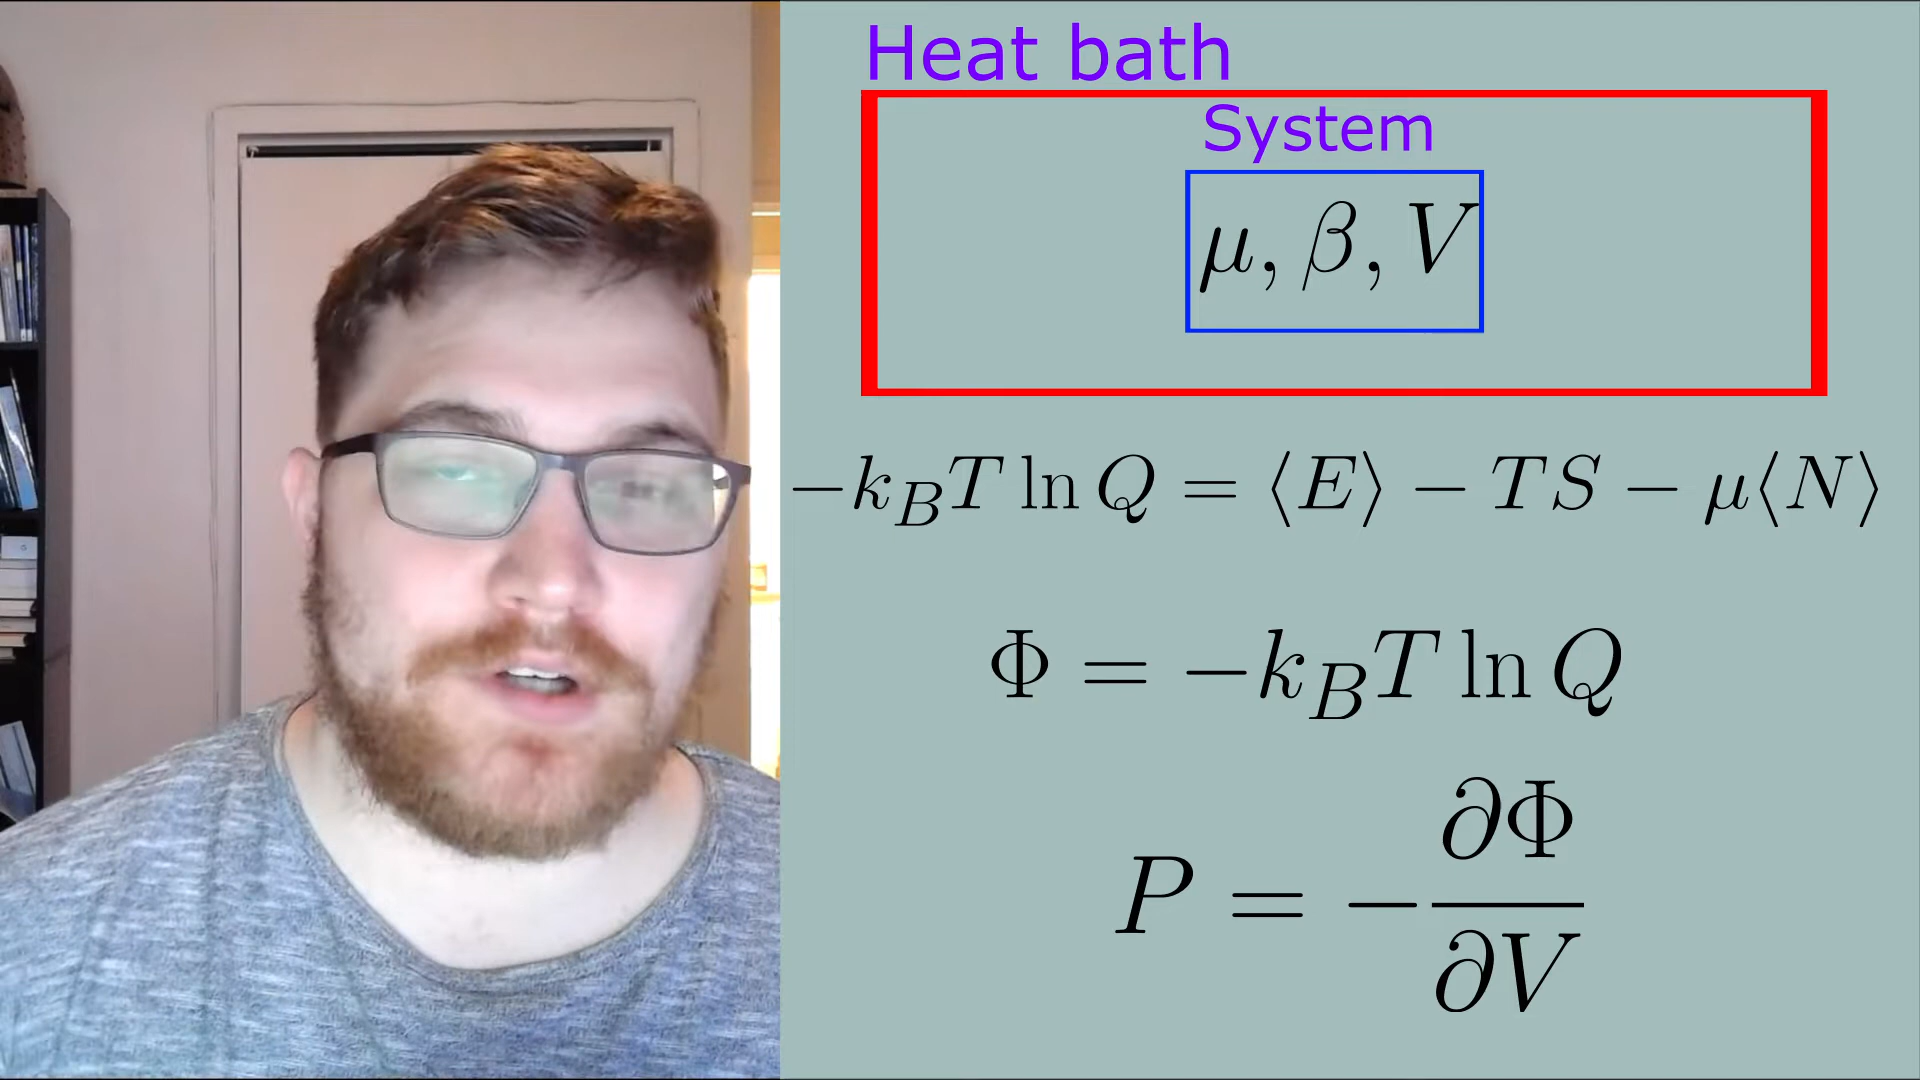 Heat bath
System
μ, β, V
−k_B T ln Q = ⟨E⟩ − TS − μ⟨N⟩
Φ = −k_B T ln Q
P = −∂Φ/∂V